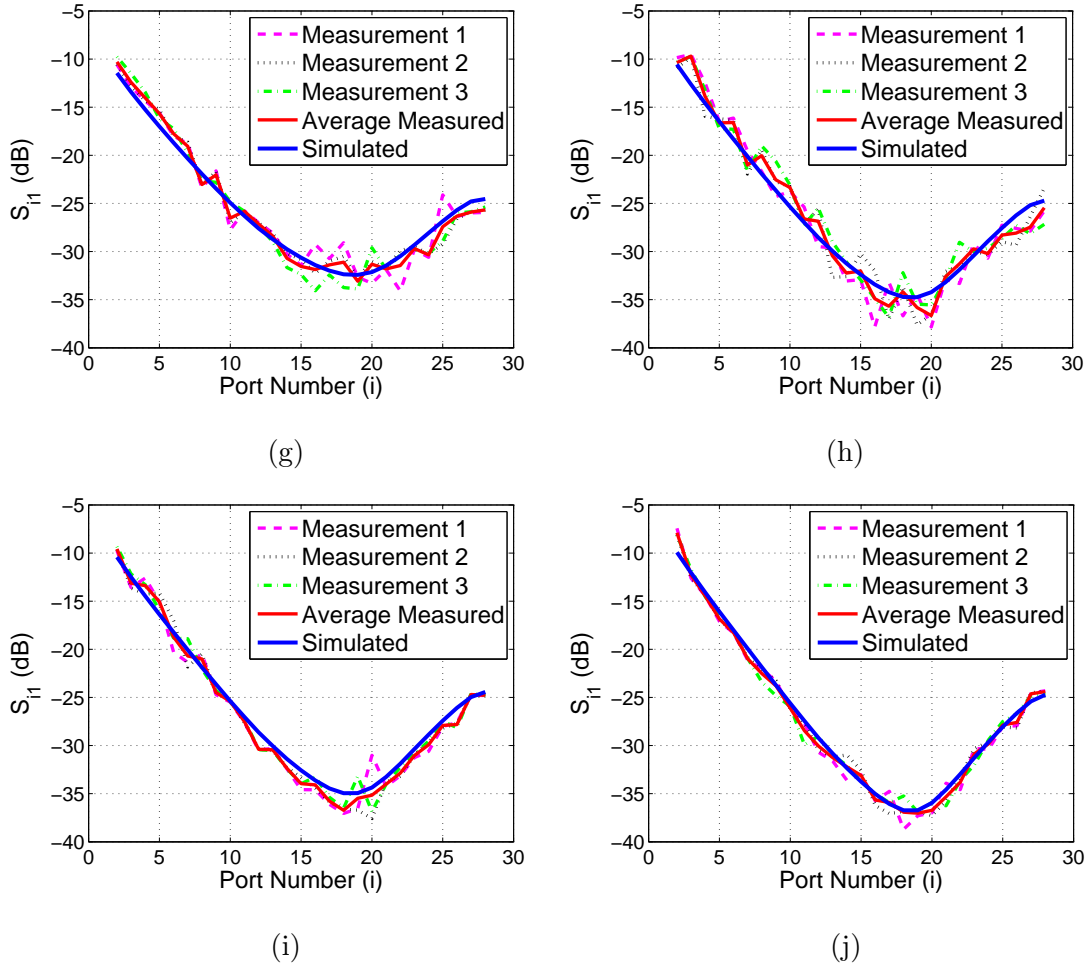 −5
−10
−15
−20
−25
−30
−35
−40
0 5 10 15 20 25 30
Port Number (i)
S_i1 (dB)
Measurement 1
Measurement 2
Measurement 3
Average Measured
Simulated
(g)
−5
−10
−15
−20
−25
−30
−35
−40
0 5 10 15 20 25 30
Port Number (i)
S_i1 (dB)
Measurement 1
Measurement 2
Measurement 3
Average Measured
Simulated
(h)
−5
−10
−15
−20
−25
−30
−35
−40
0 5 10 15 20 25 30
Port Number (i)
S_i1 (dB)
Measurement 1
Measurement 2
Measurement 3
Average Measured
Simulated
(i)
−5
−10
−15
−20
−25
−30
−35
−40
0 5 10 15 20 25 30
Port Number (i)
S_i1 (dB)
Measurement 1
Measurement 2
Measurement 3
Average Measured
Simulated
(j)